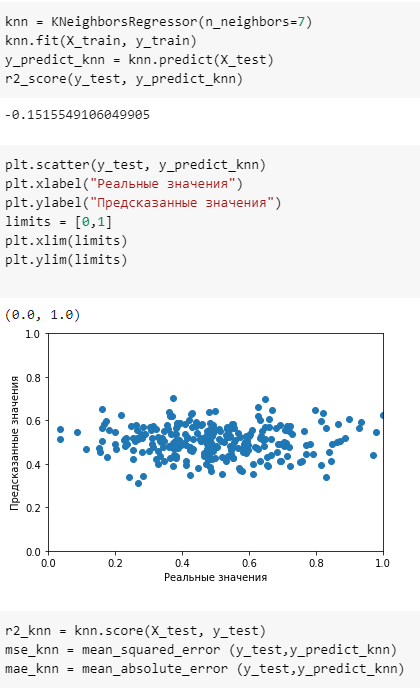 knn = KNeighborsRegressor(n_neighbors=7)
knn.fit(X_train, y_train)
y_predict_knn = knn.predict(X_test)
r2_score(y_test, y_predict_knn)
-0.1515549106049905
plt.scatter(y_test, y_predict_knn)
plt.xlabel("Реальные значения")
plt.ylabel("Предсказанные значения")
limits = [0,1]
plt.xlim(limits)
plt.ylim(limits)
(0.0, 1.0)
Предсказанные значения
1.0
0.8
0.6
0.4
0.2
0.0
0.0 0.2 0.4 0.6 0.8 1.0
Реальные значения
r2_knn = knn.score(X_test, y_test)
mse_knn = mean_squared_error (y_test,y_predict_knn)
mae_knn = mean_absolute_error (y_test,y_predict_knn)